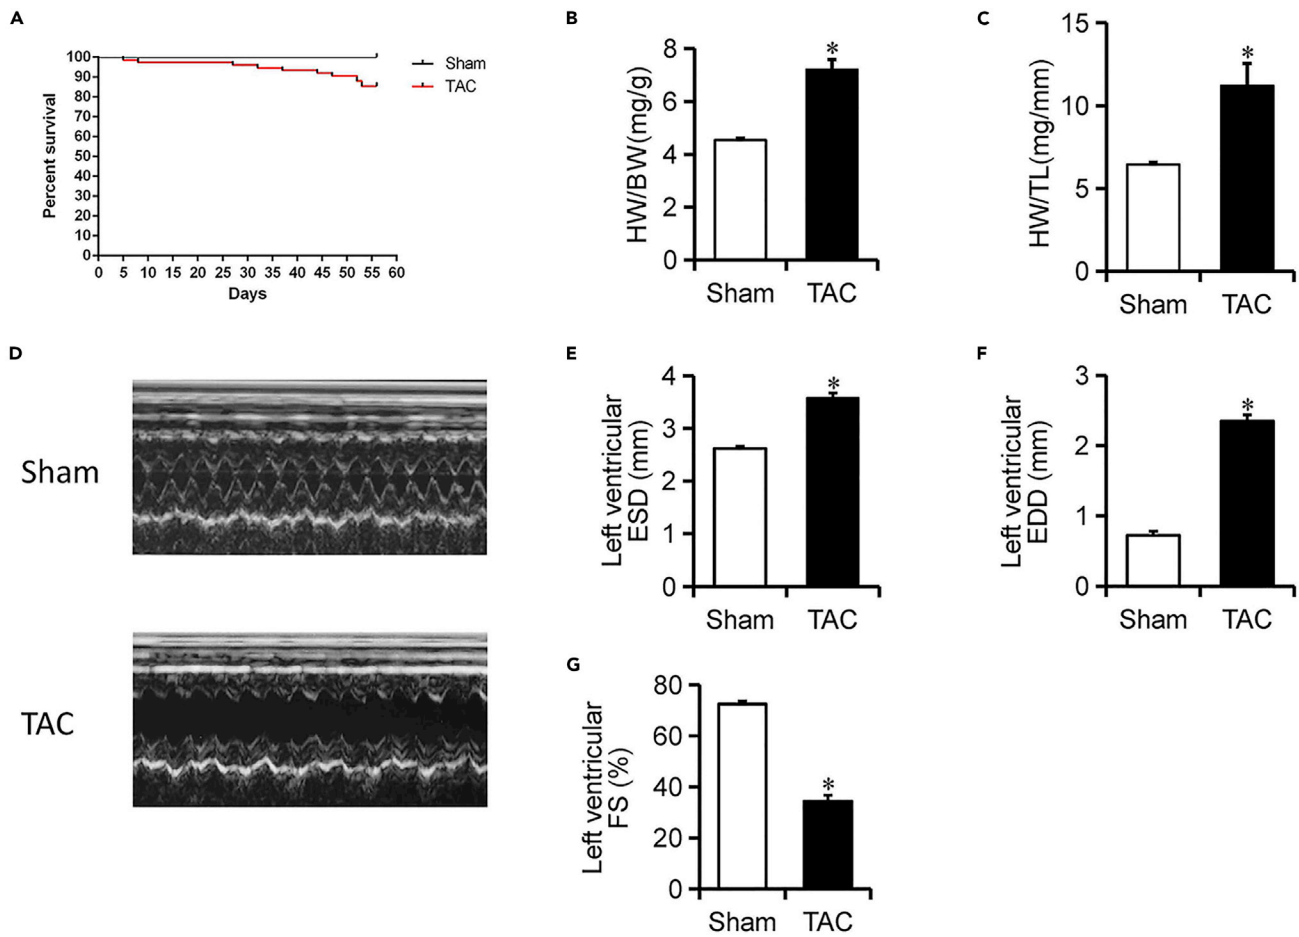 A
Percent survival
100
90
80
70
60
50
40
30
20
10
0
0 5 10 15 20 25 30 35 40 45 50 55 60
Days
Sham
TAC
B
HW/BW(mg/g)
8
*
6
4
2
0
Sham TAC
C
HW/TL(mg/mm)
15
*
10
5
0
Sham TAC
D
Sham
TAC
E
Left ventricular
ESD (mm)
4
*
3
2
1
0
Sham TAC
F
Left ventricular
EDD (mm)
3
*
2
1
0
Sham TAC
G
Left ventricular
FS (%)
80
60
40
*
20
0
Sham TAC